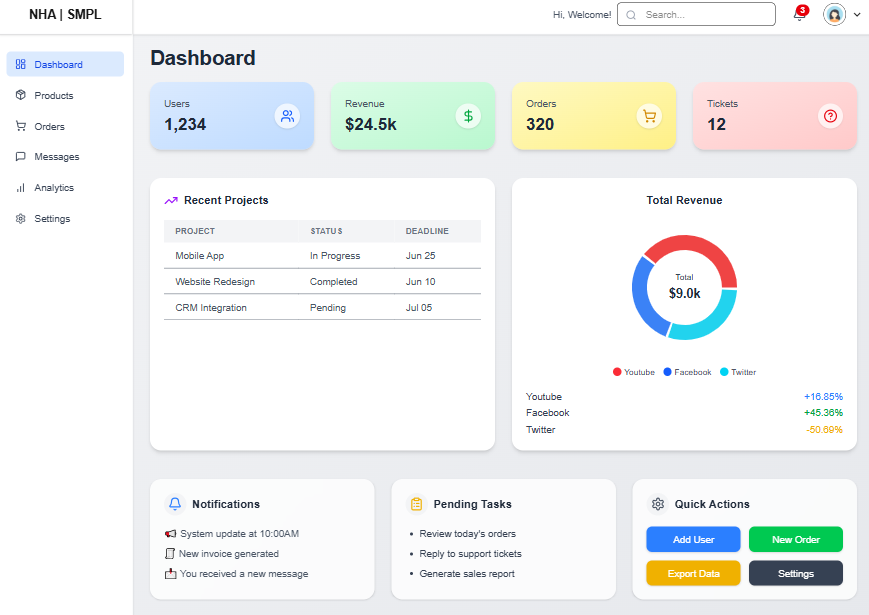 NHA | SMPL
Hi, Welcome!
Search...
3
Dashboard
Products
Orders
Messages
Analytics
Settings
Dashboard
Users
1,234
Revenue
$24.5k
Orders
320
Tickets
12
Recent Projects
PROJECT STATUS DEADLINE
Mobile App In Progress Jun 25
Website Redesign Completed Jun 10
CRM Integration Pending Jul 05
Total Revenue
Total
$9.0k
Youtube Facebook Twitter
Youtube +16.85%
Facebook +45.36%
Twitter -50.69%
Notifications
System update at 10:00AM
New invoice generated
You received a new message
Pending Tasks
• Review today's orders
• Reply to support tickets
• Generate sales report
Quick Actions
Add User New Order
Export Data Settings